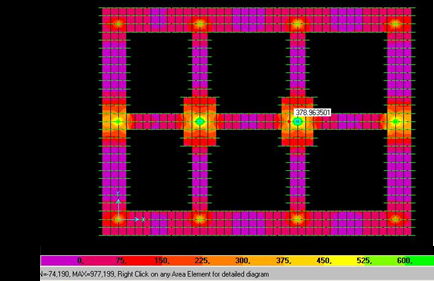 378.963501
0, 75, 150, 225, 300, 375, 450, 525, 600,
N=-74,190, MAX=977,199, Right Click on any Area Element for detailed diagram